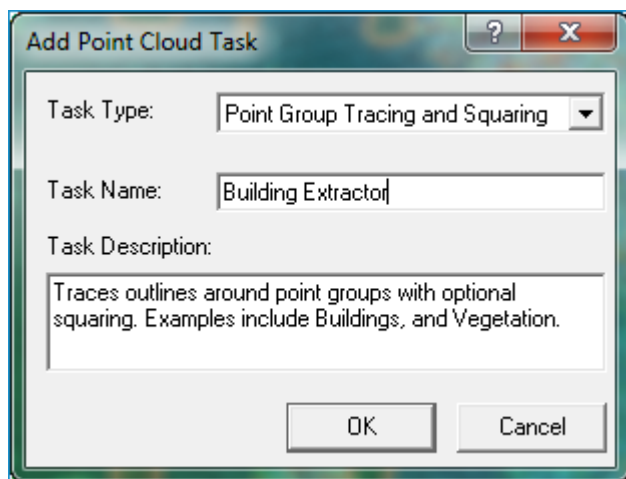 Add Point Cloud Task
?
X
Task Type:
Point Group Tracing and Squaring
Task Name:
Building Extractor
Task Description:
Traces outlines around point groups with optional
squaring. Examples include Buildings, and Vegetation.
OK
Cancel